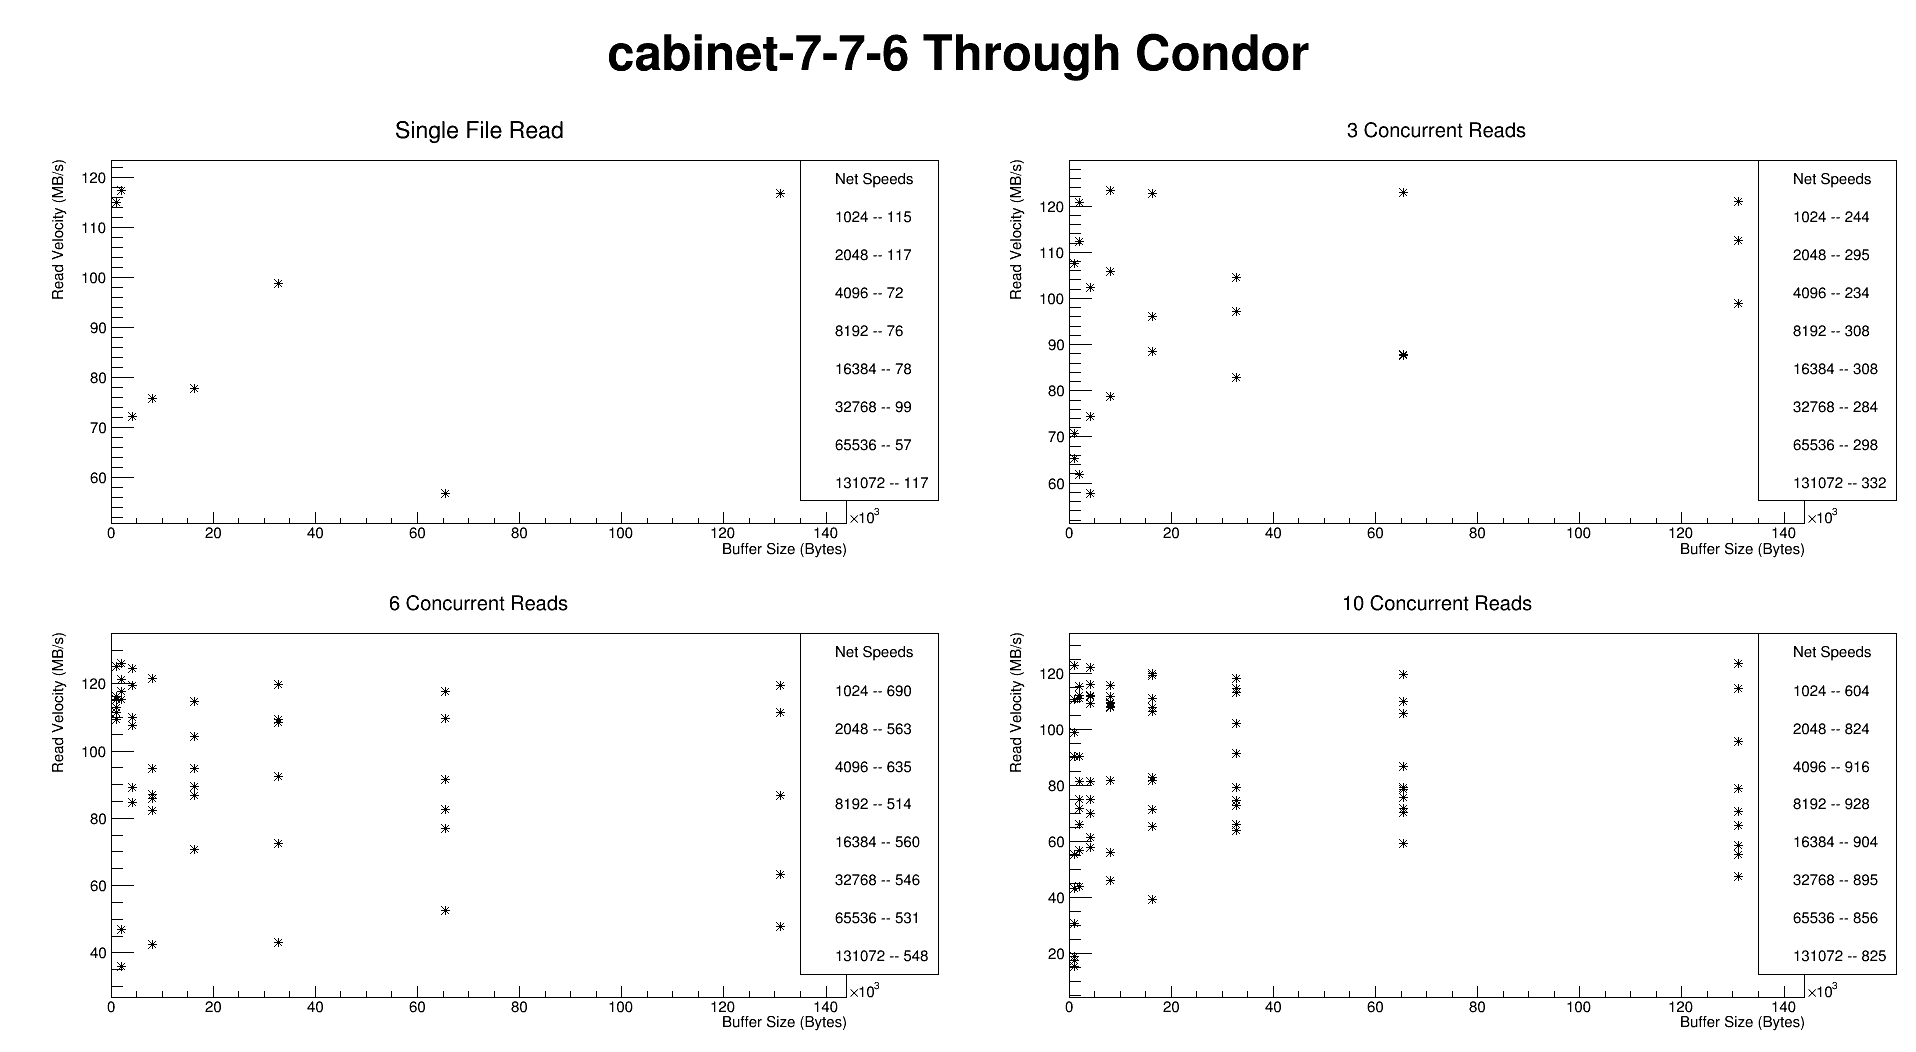 cabinet-7-7-6 Through Condor
Single File Read
Read Velocity (MB/s)
120
110
100
90
80
70
60
0 20 40 60 80 100 120 140
×10³
Buffer Size (Bytes)
Net Speeds
1024 -- 115
2048 -- 117
4096 -- 72
8192 -- 76
16384 -- 78
32768 -- 99
65536 -- 57
131072 -- 117
3 Concurrent Reads
Read Velocity (MB/s)
120
110
100
90
80
70
60
0 20 40 60 80 100 120 140
×10³
Buffer Size (Bytes)
Net Speeds
1024 -- 244
2048 -- 295
4096 -- 234
8192 -- 308
16384 -- 308
32768 -- 284
65536 -- 298
131072 -- 332
6 Concurrent Reads
Read Velocity (MB/s)
120
100
80
60
40
0 20 40 60 80 100 120 140
×10³
Buffer Size (Bytes)
Net Speeds
1024 -- 690
2048 -- 563
4096 -- 635
8192 -- 514
16384 -- 560
32768 -- 546
65536 -- 531
131072 -- 548
10 Concurrent Reads
Read Velocity (MB/s)
120
100
80
60
40
20
0 20 40 60 80 100 120 140
×10³
Buffer Size (Bytes)
Net Speeds
1024 -- 604
2048 -- 824
4096 -- 916
8192 -- 928
16384 -- 904
32768 -- 895
65536 -- 856
131072 -- 825